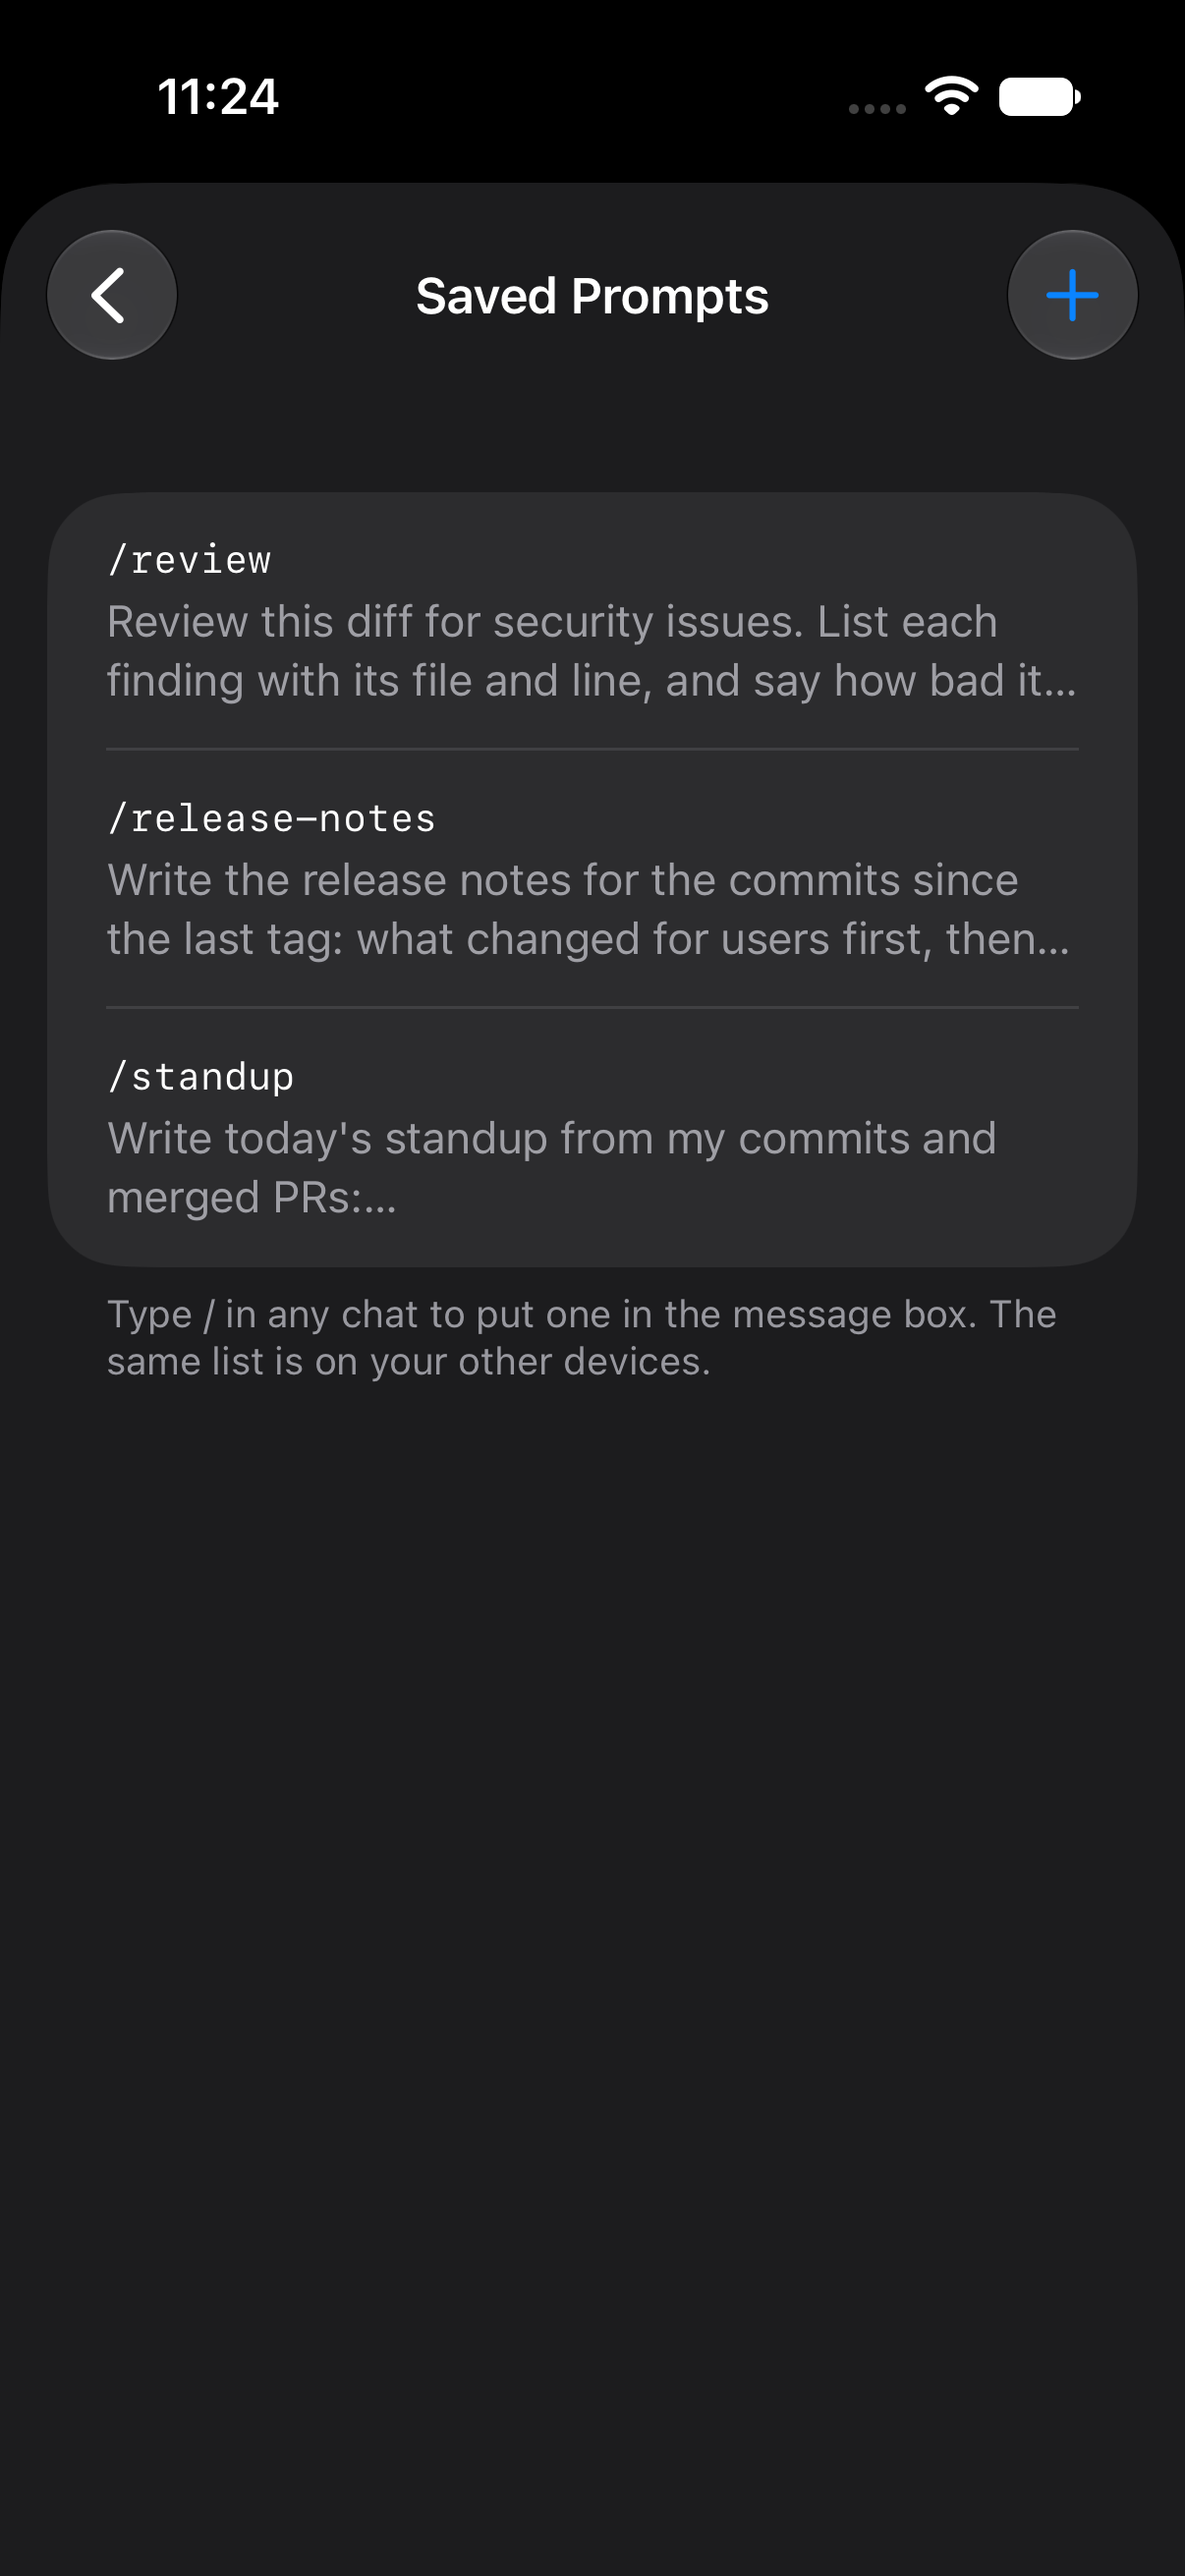 11:24
Saved Prompts
/review
Review this diff for security issues. List each
finding with its file and line, and say how bad it...
/release-notes
Write the release notes for the commits since
the last tag: what changed for users first, then...
/standup
Write today's standup from my commits and
merged PRs:...
Type / in any chat to put one in the message box. The
same list is on your other devices.